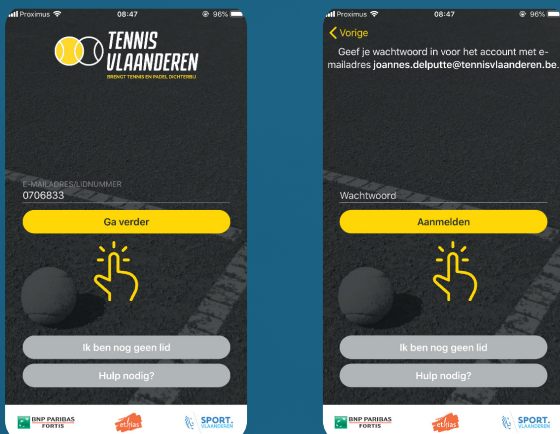 Proximus
08:47
96%
TENNIS
VLAANDEREN
BRENGT TENNIS EN PADEL DICHTERBIJ
E-MAILADRES/LIDNUMMER
0706833
Ga verder
Ik ben nog geen lid
Hulp nodig?
BNP PARIBAS
FORTIS
ethias
SPORT.
VLAANDEREN
Proximus
08:47
96%
Vorige
Geef je wachtwoord in voor het account met e-
mailadres joannes.delputte@tennisvlaanderen.be.
Wachtwoord
Aanmelden
Ik ben nog geen lid
Hulp nodig?
BNP PARIBAS
FORTIS
ethias
SPORT.
VLAANDEREN